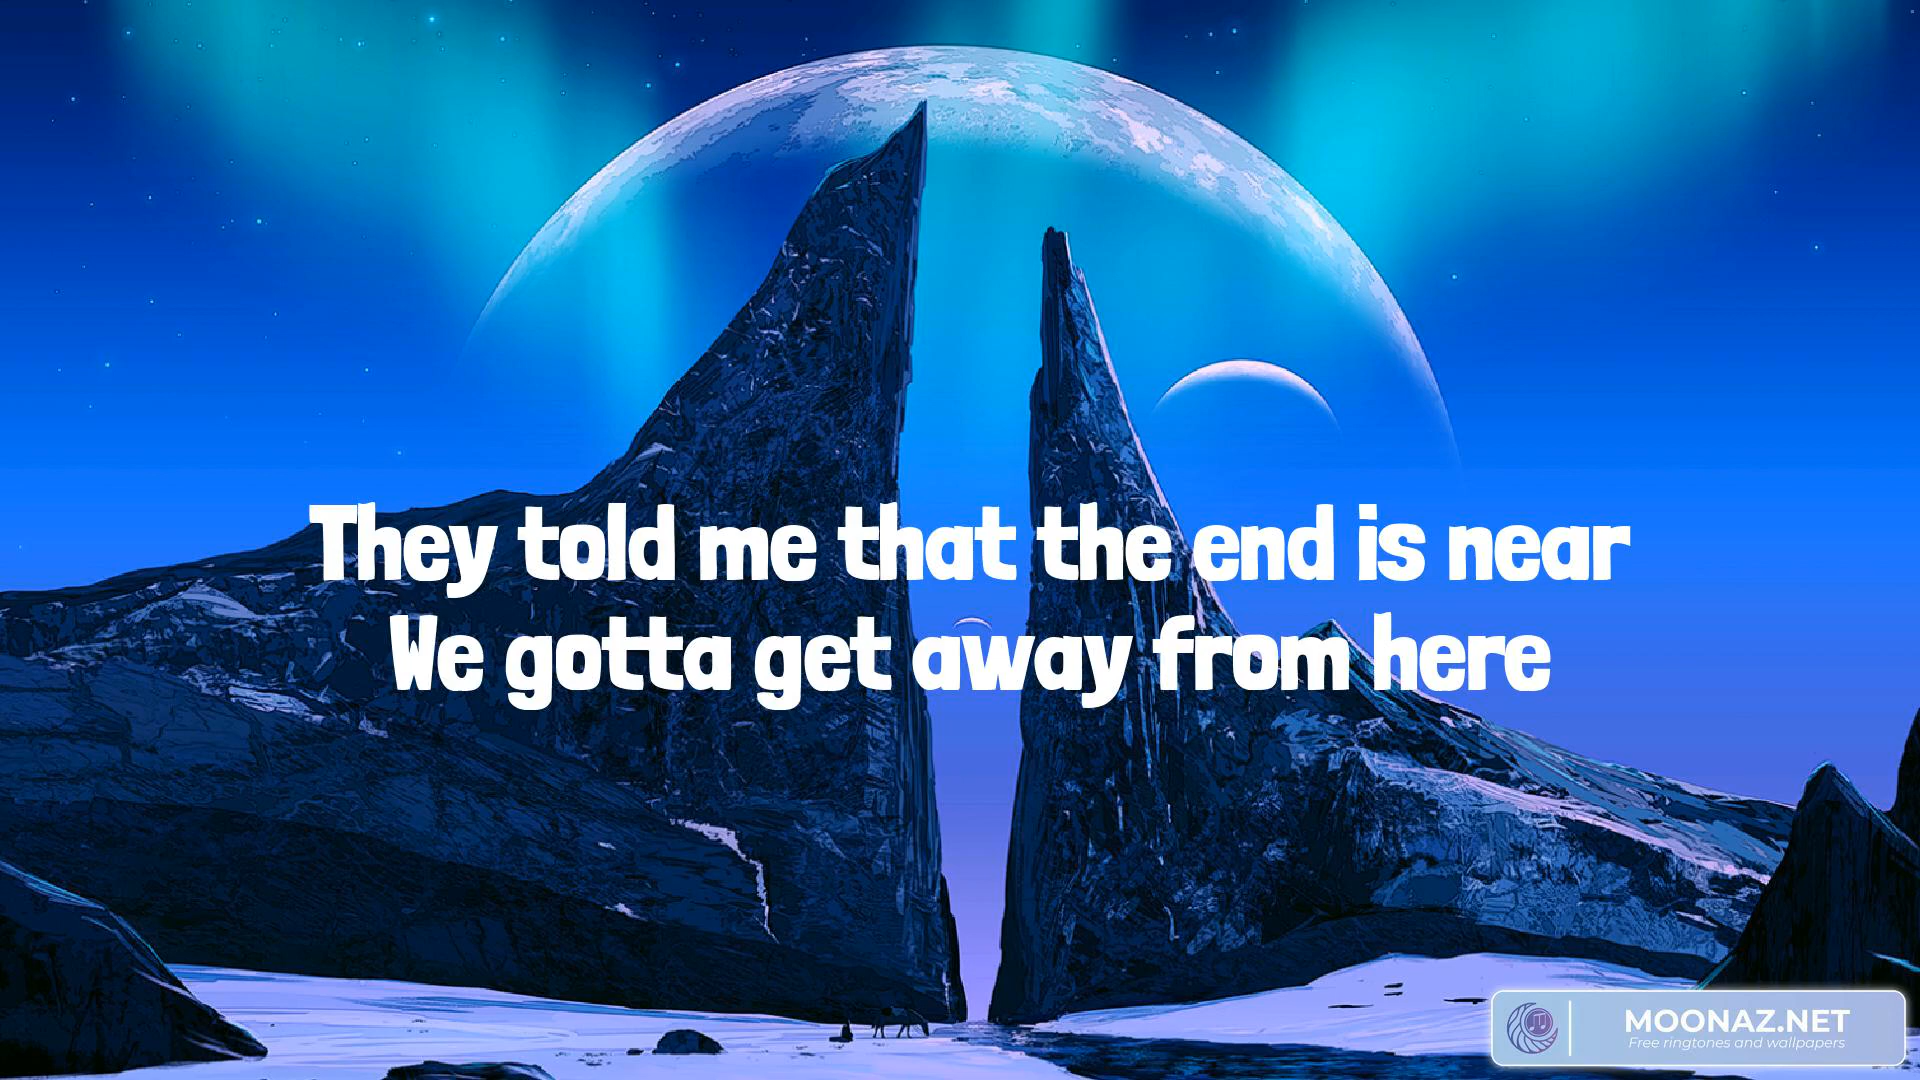 They told me that the end is near
We gotta get away from here
MOONAZ.NET
Free ringtones and wallpapers